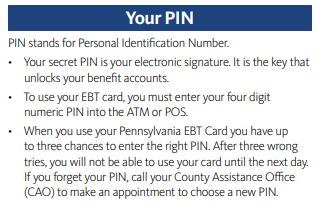 Your PIN
PIN stands for Personal Identification Number.
• Your secret PIN is your electronic signature. It is the key that
unlocks your benefit accounts.
• To use your EBT card, you must enter your four digit
numeric PIN into the ATM or POS.
• When you use your Pennsylvania EBT Card you have up
to three chances to enter the right PIN. After three wrong
tries, you will not be able to use your card until the next day.
If you forget your PIN, call your County Assistance Office
(CAO) to make an appointment to choose a new PIN.